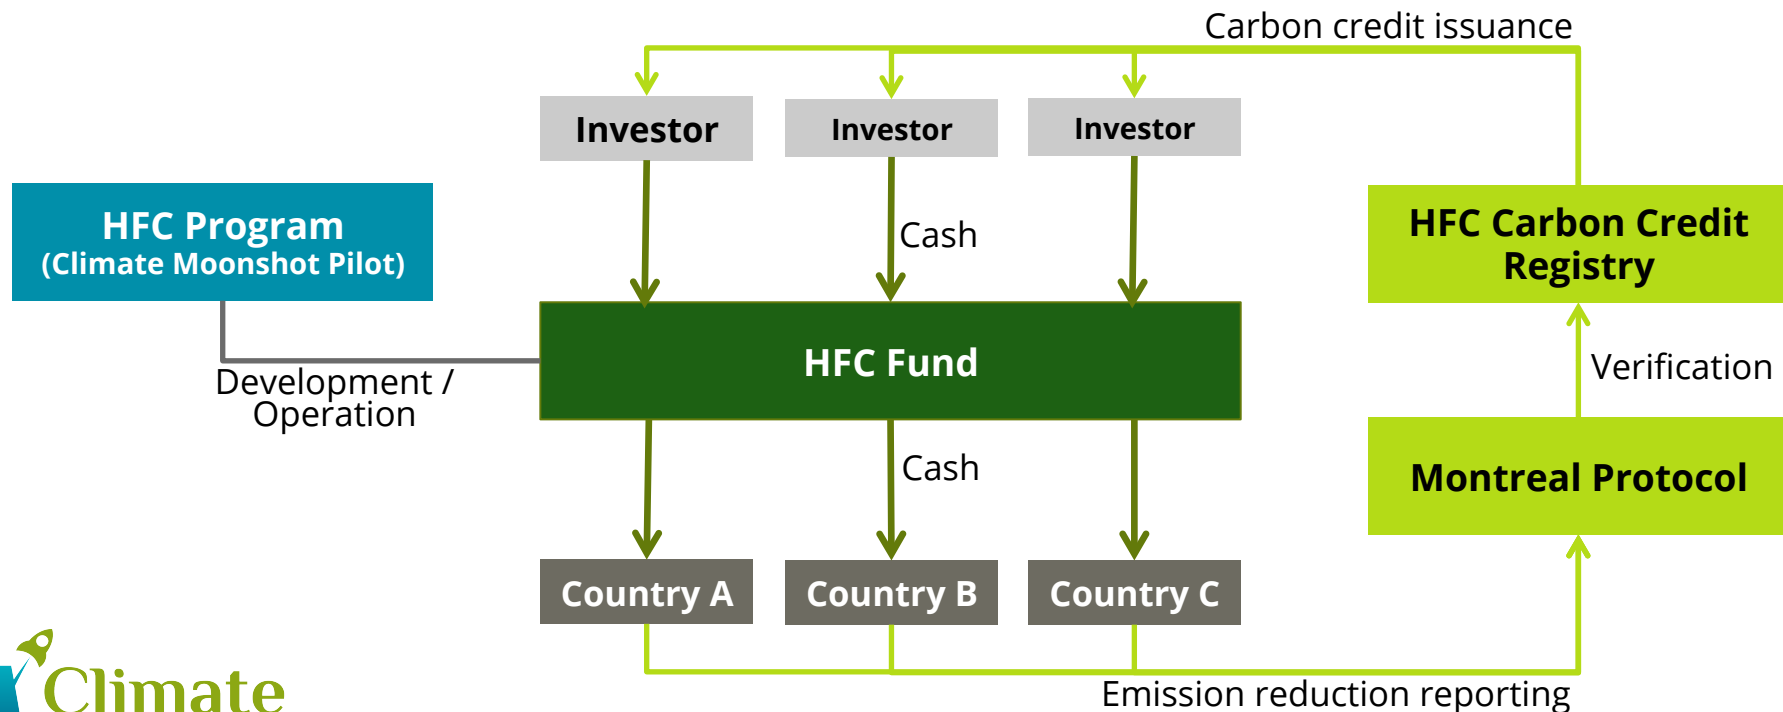 Carbon credit issuance
Investor
Investor
Investor
HFC Program
(Climate Moonshot Pilot)
Cash
HFC Carbon Credit
Registry
HFC Fund
Verification
Development /
Operation
Cash
Montreal Protocol
Country A
Country B
Country C
Emission reduction reporting
Climate